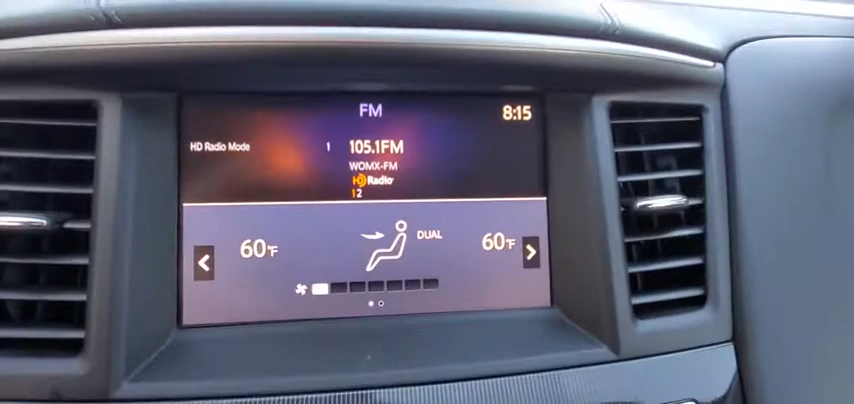 FM
8:15
HD Radio Mode
1 105.1FM
WOMX-FM
HD Radio
12
60°F
DUAL
60°F